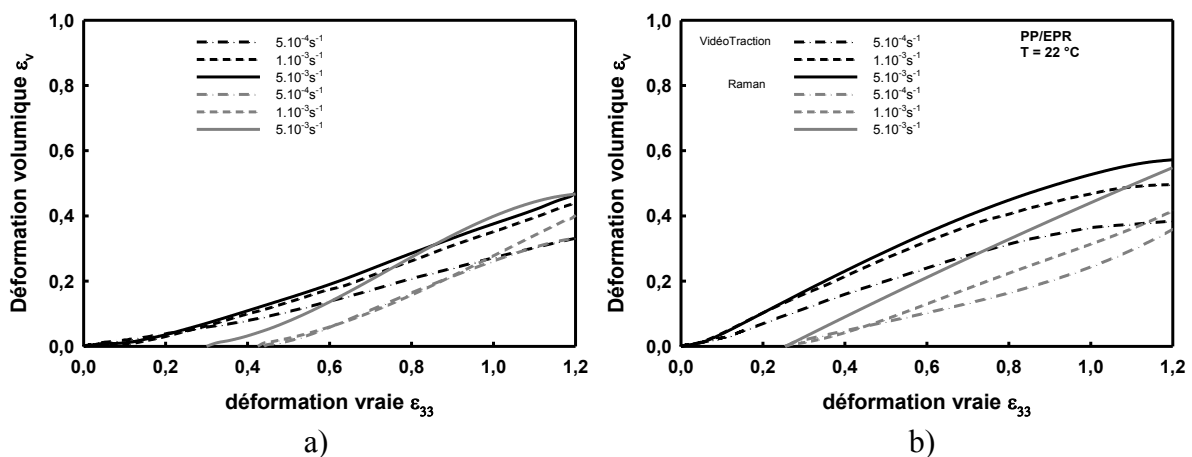 Déformation volumique εv
1,0
0,8
0,6
0,4
0,2
0,0
5.10-4s-1
1.10-3s-1
5.10-3s-1
5.10-4s-1
1.10-3s-1
5.10-3s-1
0,0 0,2 0,4 0,6 0,8 1,0 1,2
déformation vraie ε33
a)
Déformation volumique εv
1,0
0,8
0,6
0,4
0,2
0,0
VidéoTraction
Raman
5.10-4s-1
1.10-3s-1
5.10-3s-1
5.10-4s-1
1.10-3s-1
5.10-3s-1
PP/EPR
T = 22 °C
0,0 0,2 0,4 0,6 0,8 1,0 1,2
déformation vraie ε33
b)